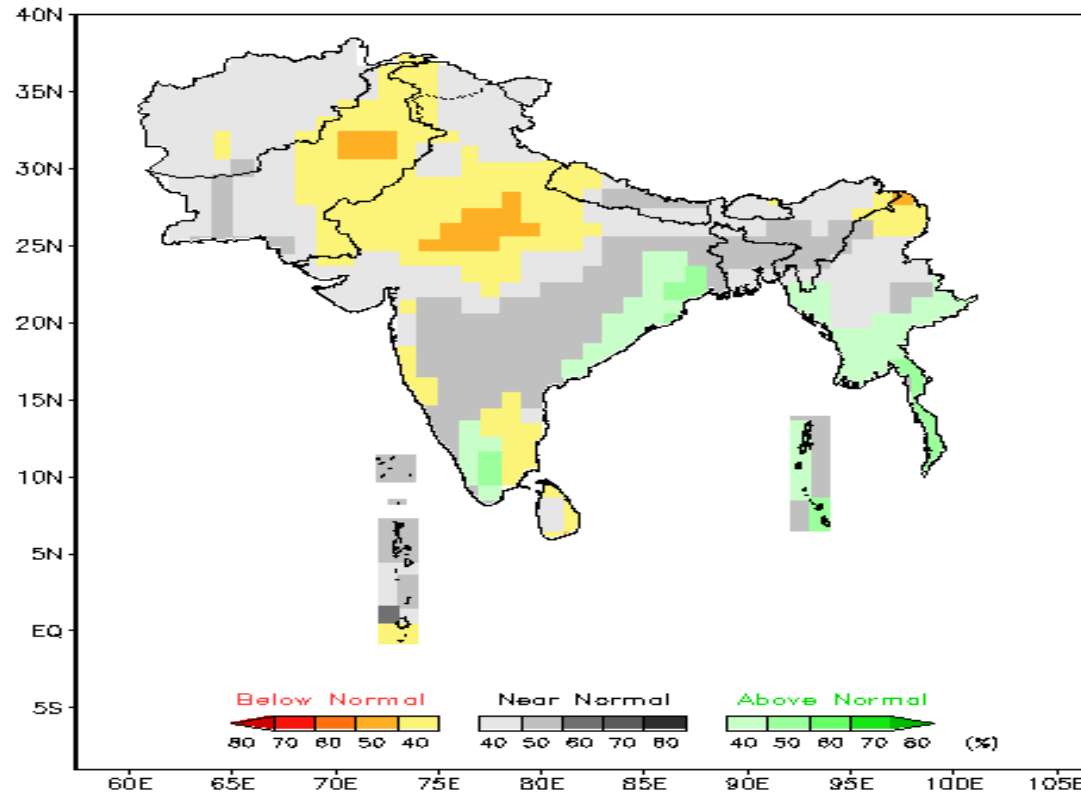 40N
35N
30N
25N
20N
15N
10N
5N
EQ
5S
Below Normal Near Normal Above Normal
80 70 60 50 40 40 50 60 70 80 40 50 60 70 80 (%)
60E 65E 70E 75E 80E 85E 90E 95E 100E 105E